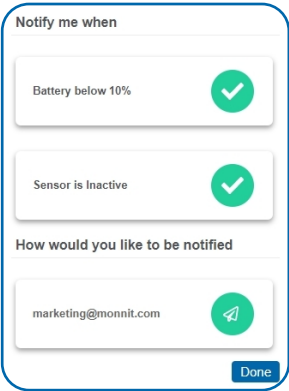 Notify me when
Battery below 10%
Sensor is Inactive
How would you like to be notified
marketing@monnit.com
Done